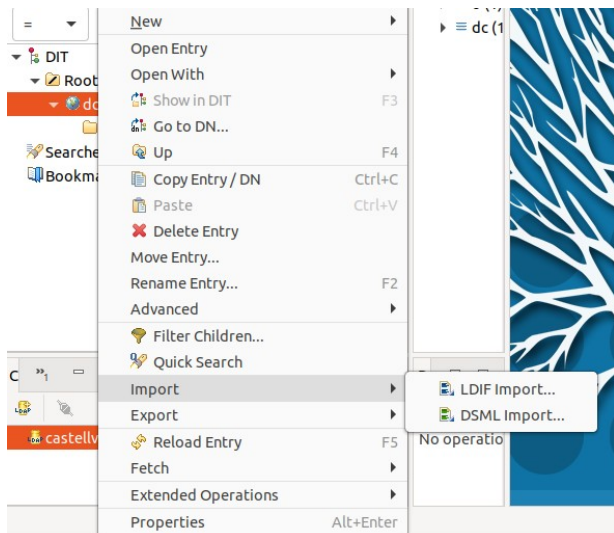 =
New
dc (1
DIT
Open Entry
Root
Open With
dc
Show in DIT F3
Go to DN...
Searche
Up F4
Bookma
Copy Entry / DN Ctrl+C
Paste Ctrl+V
Delete Entry
Move Entry...
Rename Entry... F2
Advanced
Filter Children...
Quick Search
C »1
Import
LDIF Import...
Export
DSML Import...
LDAP castellv
Reload Entry F5
No operatio
Fetch
Extended Operations
Properties Alt+Enter